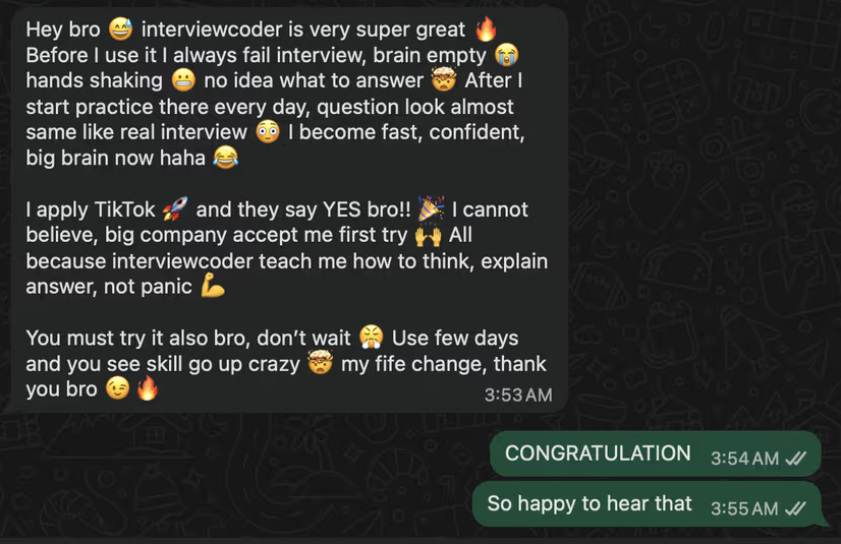 Hey bro 😅 interviewcoder is very super great 🔥
Before I use it I always fail interview, brain empty 😭
hands shaking 😬 no idea what to answer 🤯 After I
start practice there every day, question look almost
same like real interview 😳 I become fast, confident,
big brain now haha 😂
I apply TikTok 🚀 and they say YES bro!! 🎉 I cannot
believe, big company accept me first try 🙌 All
because interviewcoder teach me how to think, explain
answer, not panic 💪
You must try it also bro, don’t wait 😤 Use few days
and you see skill go up crazy 🤯 my fife change, thank
you bro 😉🔥
3:53 AM
CONGRATULATION 3:54 AM
So happy to hear that 3:55 AM